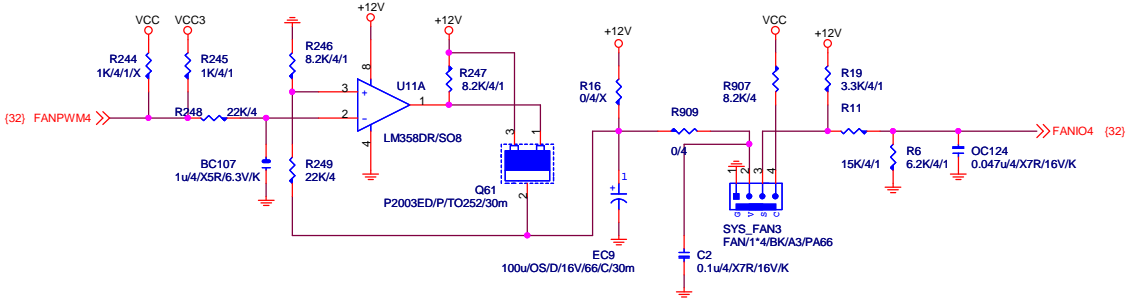 VCC
VCC3
+12V
+12V
+12V
VCC
+12V
R244
1K/4/1/X
R245
1K/4/1
R246
8.2K/4/1
8
U11A
R247
8.2K/4/1
R16
0/4/X
R907
8.2K/4
R19
3.3K/4/1
3
+
1
2
-
4
LM358DR/SO8
{32} FANPWM4
R248
22K/4
R909
0/4
R11
15K/4/1
FANIO4 {32}
BC107
1u/4/X5R/6.3V/K
R249
22K/4
3
1
Q61
P2003ED/P/TO252/30m
2
+
1
EC9
100u/OS/D/16V/66/C/30m
C2
0.1u/4/X7R/16V/K
1
2
3
4
G
V
S
C
SYS_FAN3
FAN/1*4/BK/A3/PA66
R6
6.2K/4/1
OC124
0.047u/4/X7R/16V/K